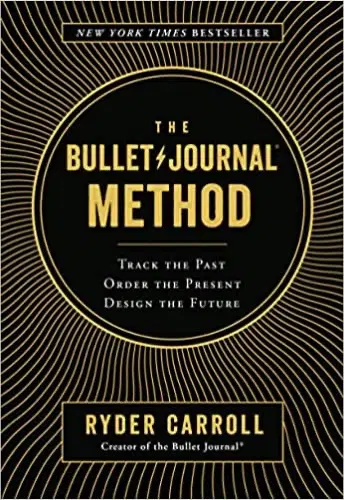 NEW YORK TIMES BESTSELLER
THE
BULLET⚡JOURNAL®
METHOD
TRACK THE PAST
ORDER THE PRESENT
DESIGN THE FUTURE
RYDER CARROLL
Creator of the Bullet Journal®